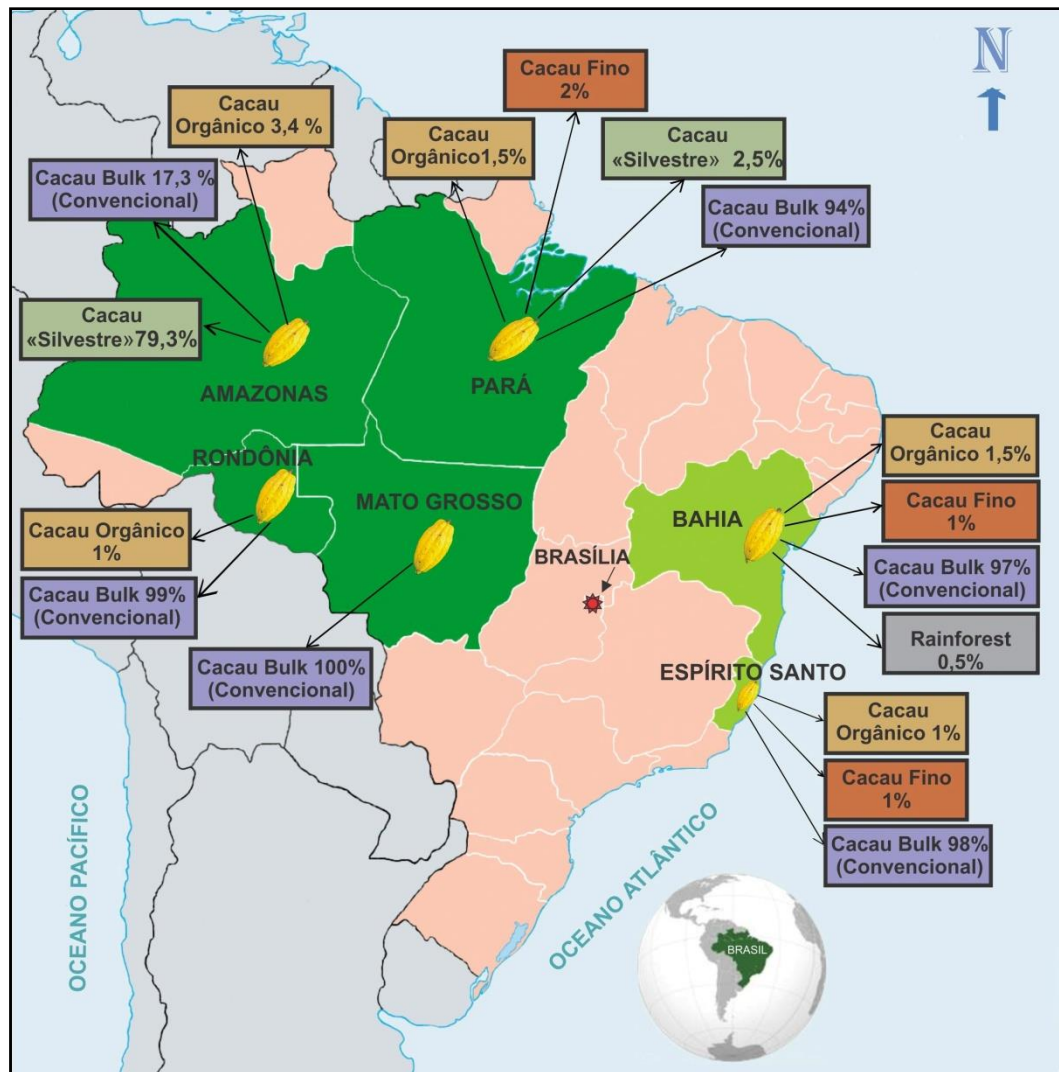 N
Cacau Fino
2%
Cacau
Orgânico 3,4 %
Cacau
Orgânico1,5%
Cacau
«Silvestre» 2,5%
Cacau Bulk 17,3 %
(Convencional)
Cacau Bulk 94%
(Convencional)
Cacau
«Silvestre»79,3%
AMAZONAS
PARÁ
RONDÔNIA
MATO GROSSO
Cacau Orgânico
1%
Cacau Bulk 99%
(Convencional)
Cacau Bulk 100%
(Convencional)
BRASÍLIA
BAHIA
Cacau
Orgânico 1,5%
Cacau Fino
1%
Cacau Bulk 97%
(Convencional)
Rainforest
0,5%
ESPÍRITO SANTO
Cacau
Orgânico 1%
Cacau Fino
1%
Cacau Bulk 98%
(Convencional)
OCEANO PACÍFICO
OCEANO ATLÂNTICO
BRASIL